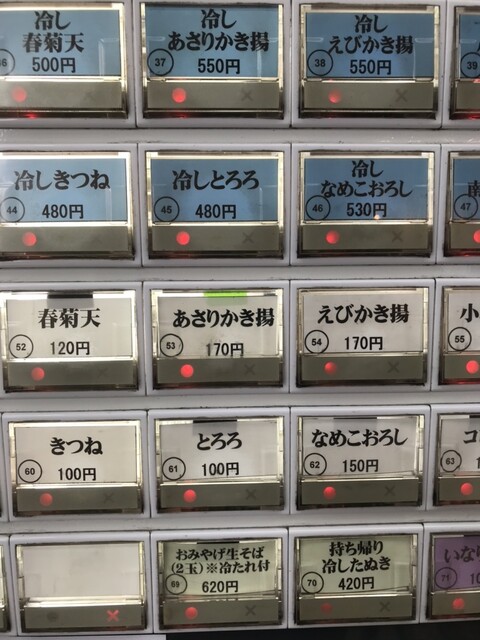 冷し
春菊天
36 500円
冷し
あさりかき揚
37 550円
冷し
えびかき揚
38 550円
39
冷しきつね
44 480円
冷しとろろ
45 480円
冷し
なめこおろし
46 530円
47
春菊天
52 120円
あさりかき揚
53 170円
えびかき揚
54 170円
小
55
きつね
60 100円
とろろ
61 100円
なめこおろし
62 150円
コ
63
おみやげ生そば
(2玉)※冷たれ付
69 620円
持ち帰り
冷したぬき
70 420円
いな
71